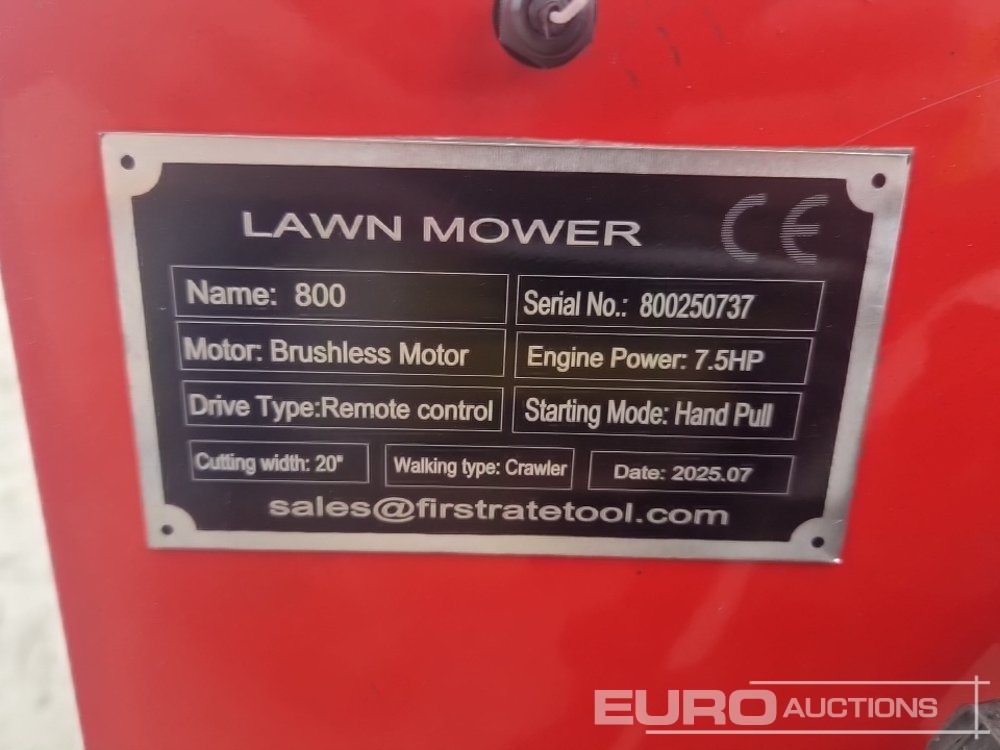 LAWN MOWER CE
Name: 800 Serial No.: 800250737
Motor: Brushless Motor Engine Power: 7.5HP
Drive Type:Remote control Starting Mode: Hand Pull
Cutting width: 20" Walking type: Crawler Date: 2025.07
sales@firstratetool.com
EURO AUCTIONS